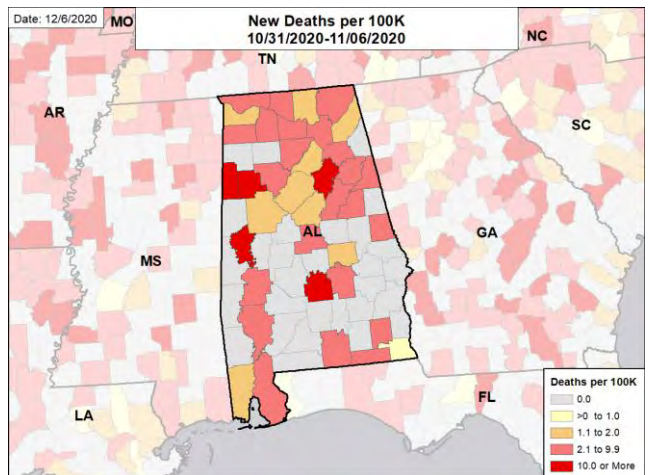 Date: 12/6/2020
New Deaths per 100K
10/31/2020-11/06/2020
MO
NC
TN
AR
SC
AL
MS
GA
LA
FL
Deaths per 100K
0.0
>0 to 1.0
1.1 to 2.0
2.1 to 9.9
10.0 or More